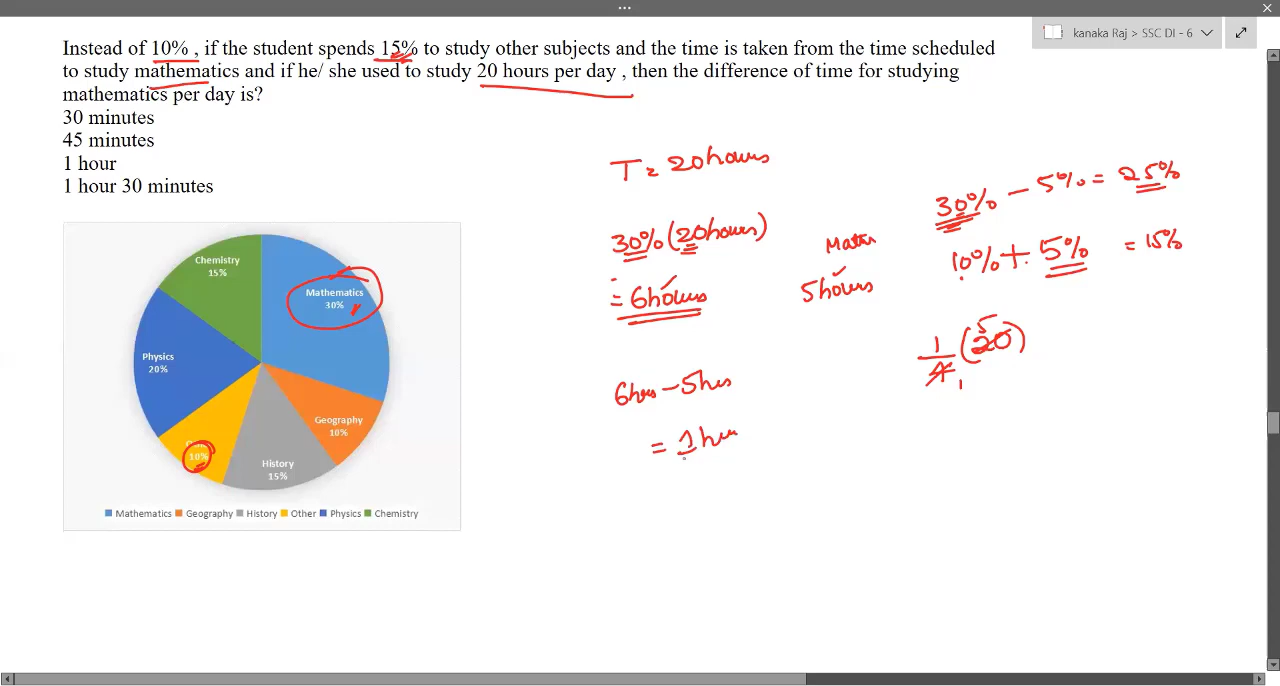 kanaka Raj > SSC DI - 6
Instead of 10% , if the student spends 15% to study other subjects and the time is taken from the time scheduled
to study mathematics and if he/ she used to study 20 hours per day , then the difference of time for studying
mathematics per day is?
30 minutes
45 minutes
1 hour
1 hour 30 minutes
T = 20hours
30% (20hours)
= 6hours
6hrs - 5hrs
= 1hr
Maths
5hours
30% - 5% = 25%
10% + 5% = 15%
5
1/4 (20)
1
Chemistry
15%
Mathematics
30%
Physics
20%
Geography
10%
10%
History
15%
Mathematics Geography History Other Physics Chemistry